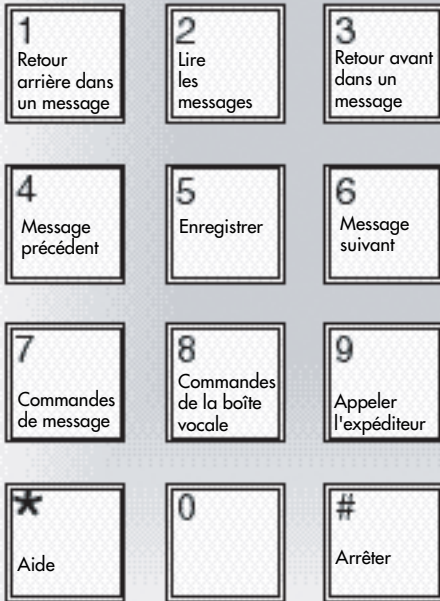 1
Retour
arrière dans
un message
2
Lire
les
messages
3
Retour avant
dans un
message
4
Message
précédent
5
Enregistrer
6
Message
suivant
7
Commandes
de message
8
Commandes
de la boîte
vocale
9
Appeler
l'expéditeur
*
Aide
0
#
Arrêter